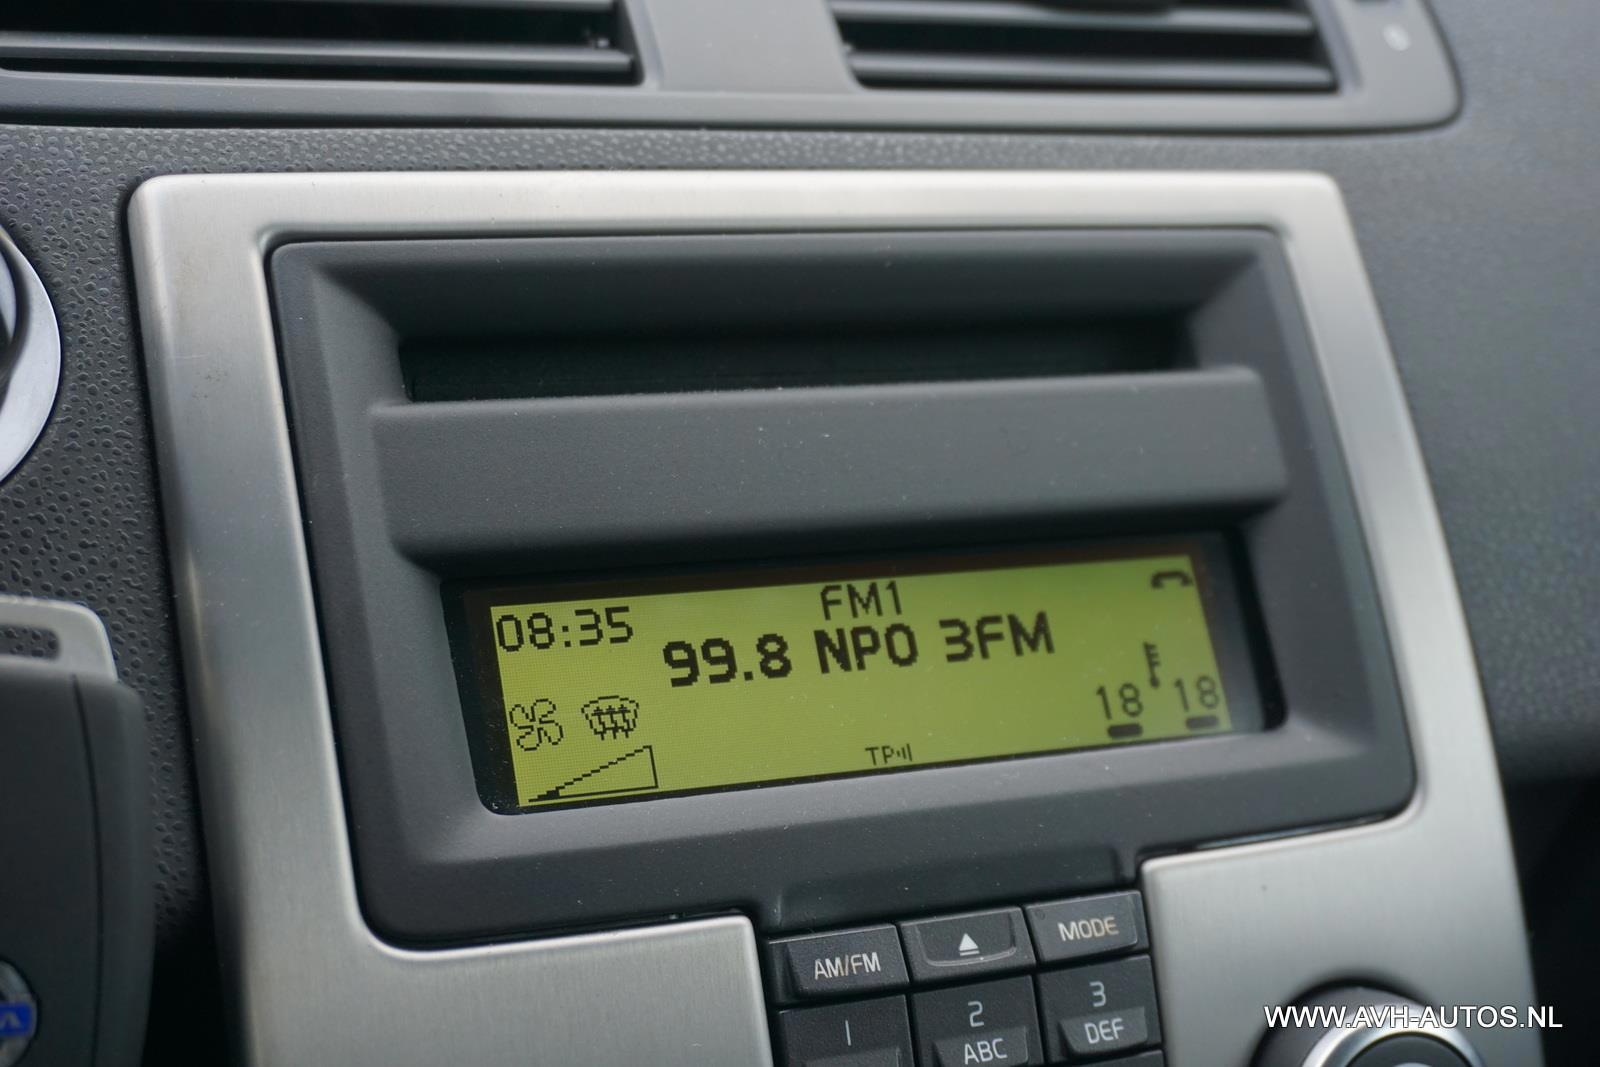 08:35
FM1
99.8 NPO 3FM
18 18
TP
AM/FM
MODE
1
2
ABC
3
DEF
WWW.AVH-AUTOS.NL